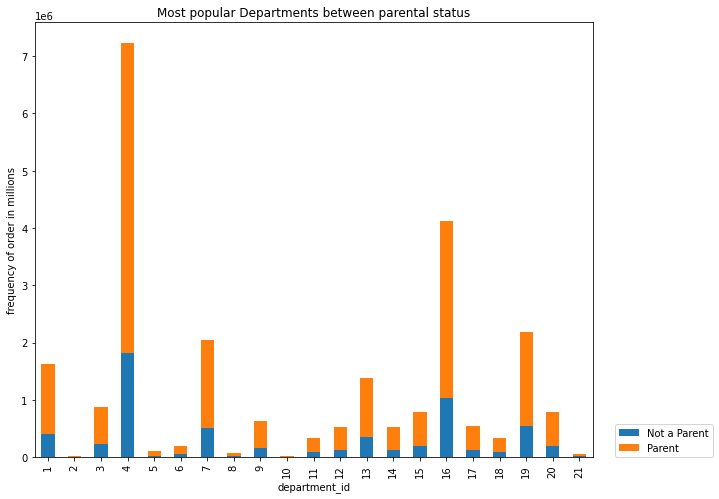 Most popular Departments between parental status
1e6
frequency of order in millions
7
6
5
4
3
2
1
0
1 2 3 4 5 6 7 8 9 10 11 12 13 14 15 16 17 18 19 20 21
department_id
Not a Parent
Parent